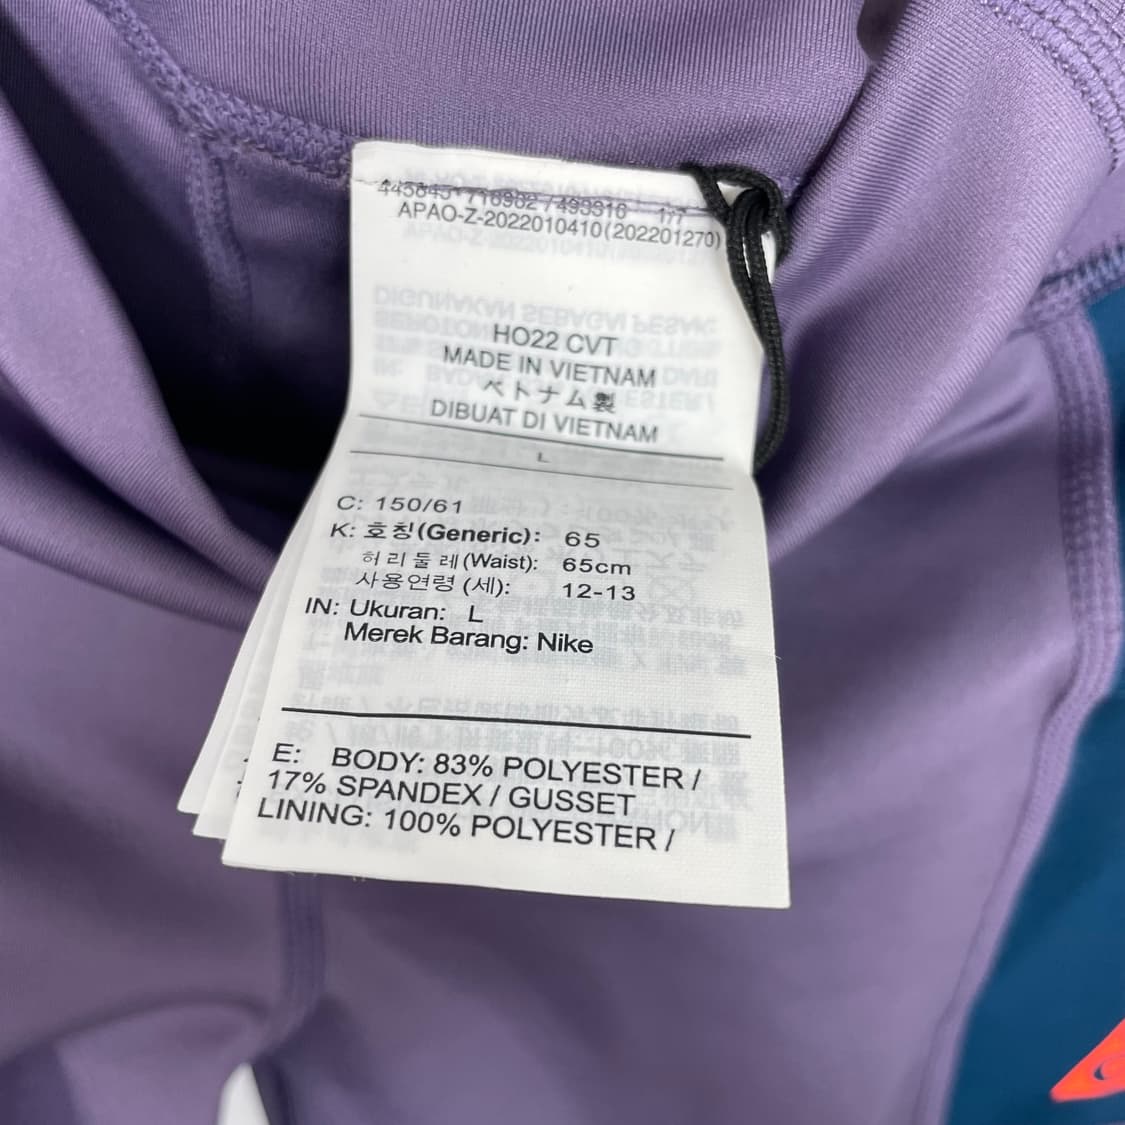 APAO-Z-2022010410(202201270)
HO22 CVT
MADE IN VIETNAM
ベトナム製
DIBUAT DI VIETNAM
L
C: 150/61
K: 호칭(Generic): 65
허리둘레(Waist): 65cm
사용연령(세): 12-13
IN: Ukuran: L
Merek Barang: Nike
E: BODY: 83% POLYESTER /
17% SPANDEX / GUSSET
LINING: 100% POLYESTER /